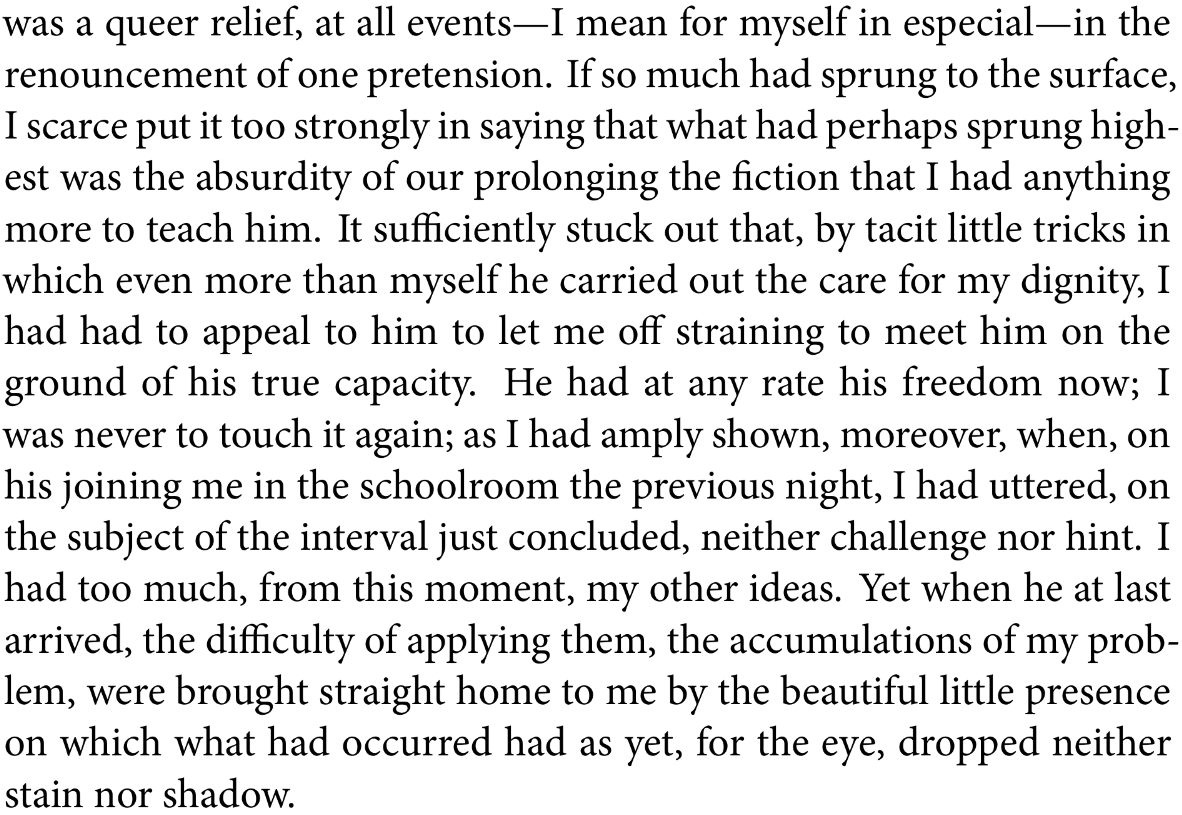 was a queer relief, at all events—I mean for myself in especial—in the
renouncement of one pretension. If so much had sprung to the surface,
I scarce put it too strongly in saying that what had perhaps sprung high-
est was the absurdity of our prolonging the fiction that I had anything
more to teach him. It sufficiently stuck out that, by tacit little tricks in
which even more than myself he carried out the care for my dignity, I
had had to appeal to him to let me off straining to meet him on the
ground of his true capacity. He had at any rate his freedom now; I
was never to touch it again; as I had amply shown, moreover, when, on
his joining me in the schoolroom the previous night, I had uttered, on
the subject of the interval just concluded, neither challenge nor hint. I
had too much, from this moment, my other ideas. Yet when he at last
arrived, the difficulty of applying them, the accumulations of my prob-
lem, were brought straight home to me by the beautiful little presence
on which what had occurred had as yet, for the eye, dropped neither
stain nor shadow.